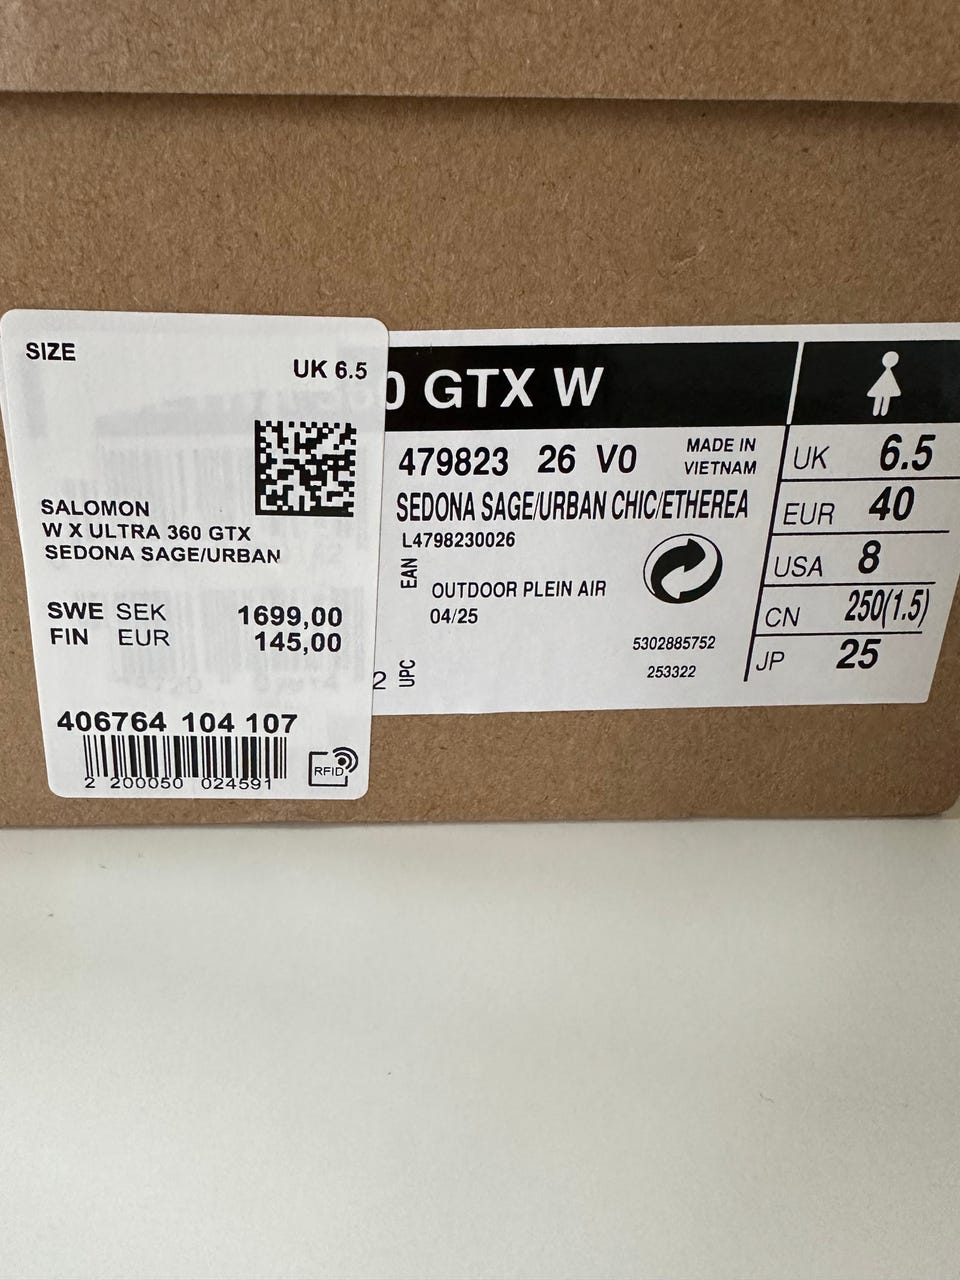 SIZE
UK 6.5
SALOMON
W X ULTRA 360 GTX
SEDONA SAGE/URBAN
SWE SEK 1699,00
FIN EUR 145,00
406764 104 107
2 200050 024591
RFID
0 GTX W
479823 26 V0
MADE IN
VIETNAM
SEDONA SAGE/URBAN CHIC/ETHEREA
L4798230026
EAN
OUTDOOR PLEIN AIR
04/25
5302885752
253322
2
UPC
UK 6.5
EUR 40
USA 8
CN 250(1.5)
JP 25